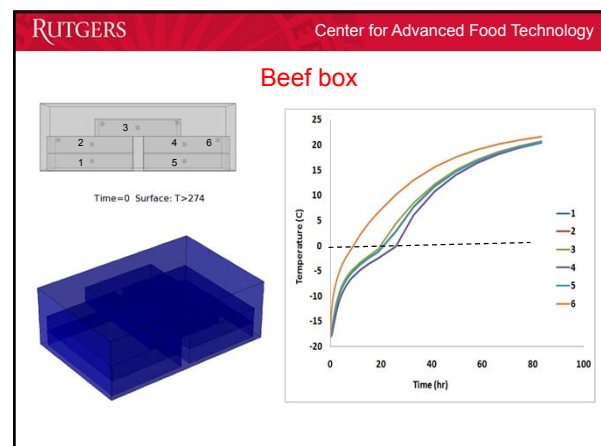 RUTGERS
Center for Advanced Food Technology
Beef box
3
2 4 6
1 5
Time=0 Surface: T>274
25
20
15
10
5
0
-5
-10
-15
-20
Temperature (C)
0 20 40 60 80 100
Time (hr)
1
2
3
4
5
6